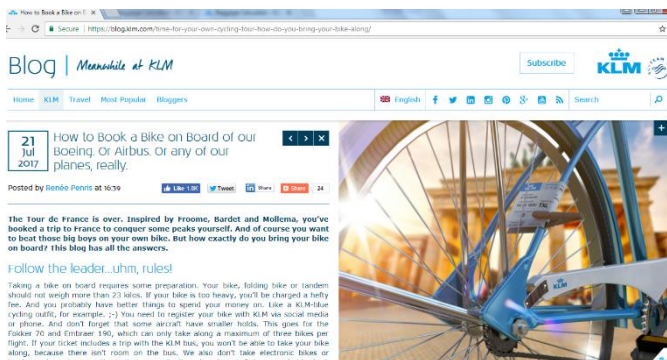 How to Book a Bike on
Secure | https://blog.klm.com/time-for-your-own-cycling-tour-how-do-you-bring-your-bike-along/
Blog | Meanwhile at KLM
Subscribe
KLM
Home KLM Travel Most Popular Bloggers
English
Search
21
Jul
2017
How to Book a Bike on Board of our
Boeing. Or Airbus. Or any of our
planes, really.
Posted by Renée Penris at 16:39
Like 1.8K Tweet Share Share 24
The Tour de France is over. Inspired by Froome, Bardet and Mollema, you've
booked a trip to France to conquer some peaks yourself. And of course you want
to beat those big boys on your own bike. But how exactly do you bring your bike
on board? This blog has all the answers.
Follow the leader...uhm, rules!
Taking a bike on board requires some preparation. Your bike, folding bike or tandem
should not weigh more than 23 kilos. If your bike is too heavy, you'll be charged a hefty
fee. And you probably have better things to spend your money on. Like a KLM-blue
cycling outfit, for example. ;-) You need to register your bike with KLM via social media
or phone. And don't forget that some aircraft have smaller holds. This goes for the
Fokker 70 and Embraer 190, which can only take along a maximum of three bikes per
flight. If your ticket includes a trip with the KLM bus, you won't be able to take your bike
along, because there isn't room on the bus. We also don't take electronic bikes or
KLM